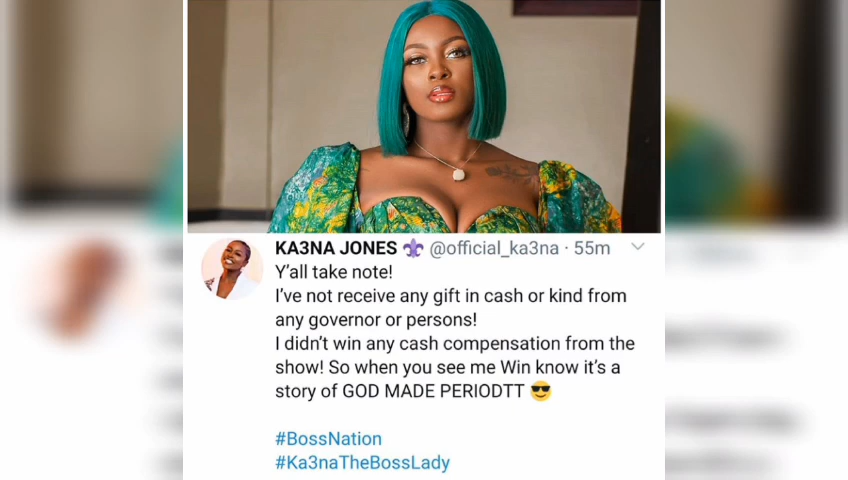 KA3NA JONES ⚜ @official_ka3na · 55m
Y'all take note!
I've not receive any gift in cash or kind from
any governor or persons!
I didn't win any cash compensation from the
show! So when you see me Win know it's a
story of GOD MADE PERIODTT 😎
#BossNation
#Ka3naTheBossLady